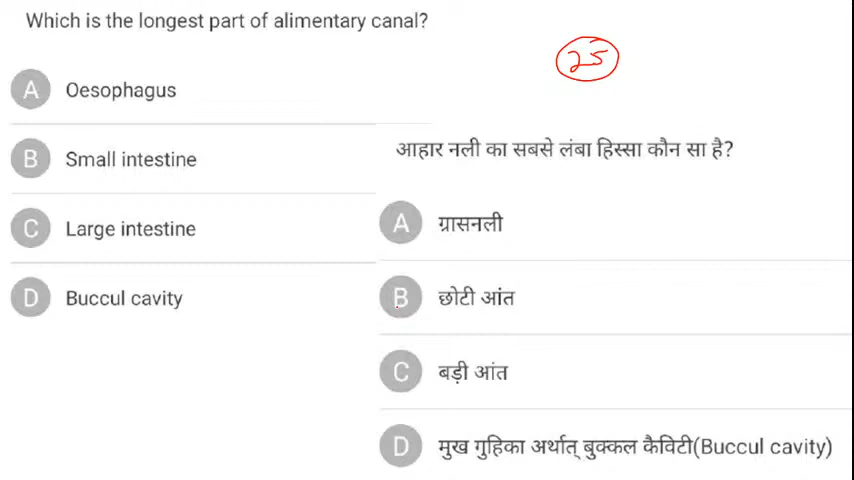 Which is the longest part of alimentary canal?
25
A Oesophagus
B Small intestine
C Large intestine
D Buccul cavity
आहार नली का सबसे लंबा हिस्सा कौन सा है?
A ग्रासनली
B छोटी आंत
C बड़ी आंत
D मुख गुहिका अर्थात् बुक्कल कैविटी(Buccul cavity)